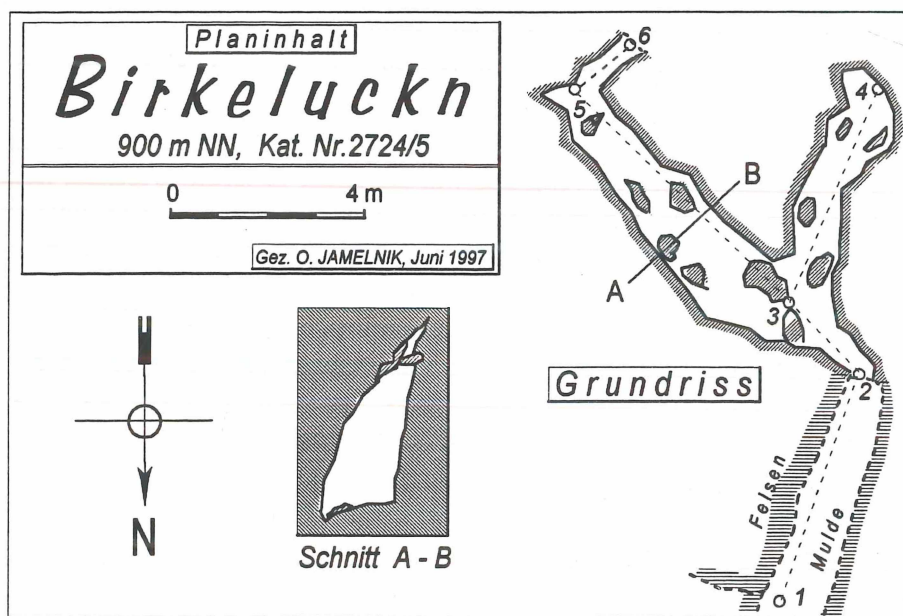 Planinhalt
Birkeluckn
900 m NN, Kat. Nr.2724/5
0 4 m
Gez. O. JAMELNIK, Juni 1997
N
Schnitt A - B
6
5
4
B
A
3
2
Grundriss
Felsen
Mulde
1